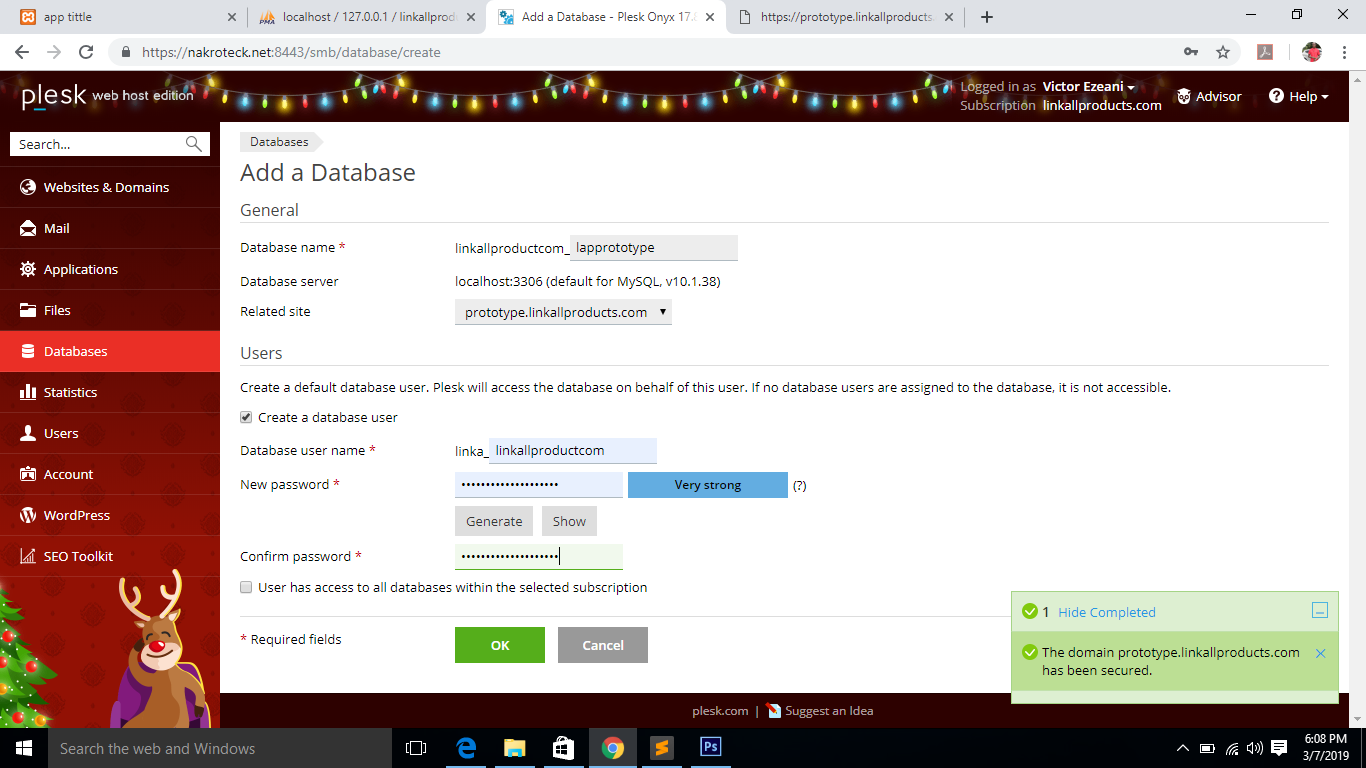 app tittle
localhost / 127.0.0.1 / linkallprod
Add a Database - Plesk Onyx 17.8
https://prototype.linkallproducts.
https://nakroteck.net:8443/smb/database/create
plesk web host edition
Logged in as Victor Ezeani
Subscription linkallproducts.com
Advisor
Help
Search...
Websites & Domains
Mail
Applications
Files
Databases
Statistics
Users
Account
WordPress
SEO Toolkit
Databases
Add a Database
General
Database name * linkallproductcom_ lapprototype
Database server localhost:3306 (default for MySQL, v10.1.38)
Related site prototype.linkallproducts.com
Users
Create a default database user. Plesk will access the database on behalf of this user. If no database users are assigned to the database, it is not accessible.
Create a database user
Database user name * linka_ linkallproductcom
New password * •••••••••••••••••••• Very strong (?)
Generate Show
Confirm password * ••••••••••••••••••••
User has access to all databases within the selected subscription
* Required fields OK Cancel
1 Hide Completed
The domain prototype.linkallproducts.com
has been secured.
plesk.com | Suggest an Idea
Search the web and Windows
Ps
6:08 PM
3/7/2019